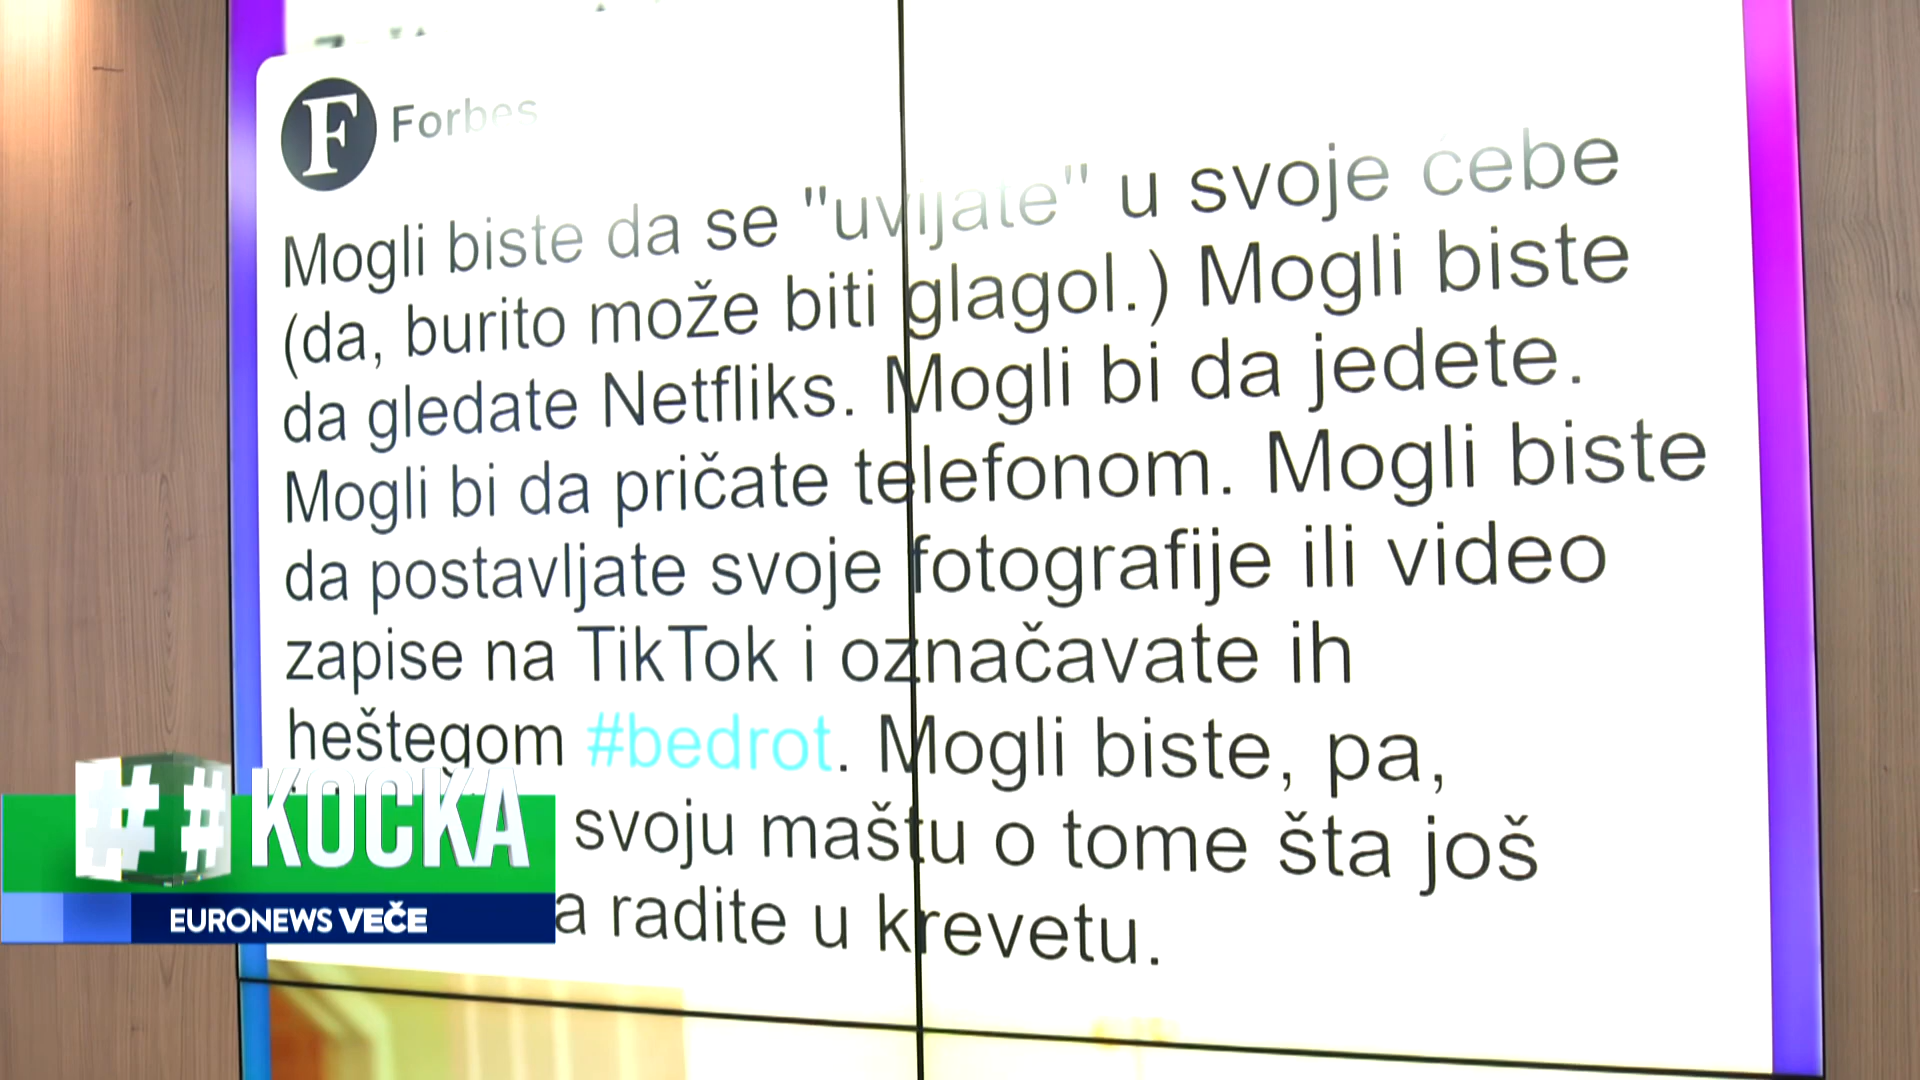 F Forbes
Mogli biste da se "uvijate" u svoje ćebe
(da, burito može biti glagol.) Mogli biste
da gledate Netfliks. Mogli bi da jedete.
Mogli bi da pričate telefonom. Mogli biste
da postavljate svoje fotografije ili video
zapise na TikTok i označavate ih
heštegom #bedrot. Mogli biste, pa,
svoju maštu o tome šta još
a radite u krevetu.
##KOCKA
EURONEWS VEČE